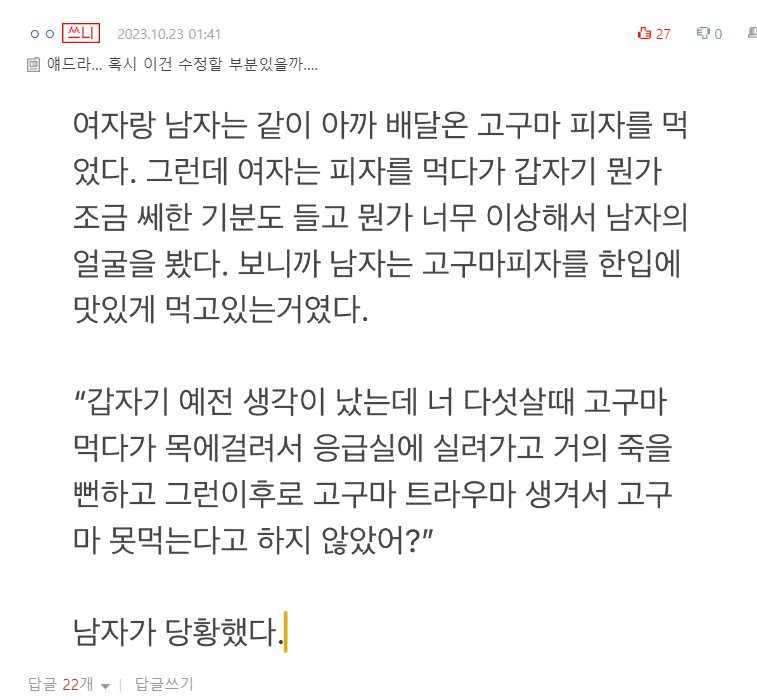 ㅇㅇ 쓰니 2023.10.23 01:41 27 0
얘드라... 혹시 이건 수정할 부분있을까....
여자랑 남자는 같이 아까 배달온 고구마 피자를 먹
었다. 그런데 여자는 피자를 먹다가 갑자기 뭔가
조금 쎄한 기분도 들고 뭔가 너무 이상해서 남자의
얼굴을 봤다. 보니까 남자는 고구마피자를 한입에
맛있게 먹고있는거였다.
“갑자기 예전 생각이 났는데 너 다섯살때 고구마
먹다가 목에걸려서 응급실에 실려가고 거의 죽을
뻔하고 그런이후로 고구마 트라우마 생겨서 고구
마 못먹는다고 하지 않았어?”
남자가 당황했다.
답글 22개 답글쓰기